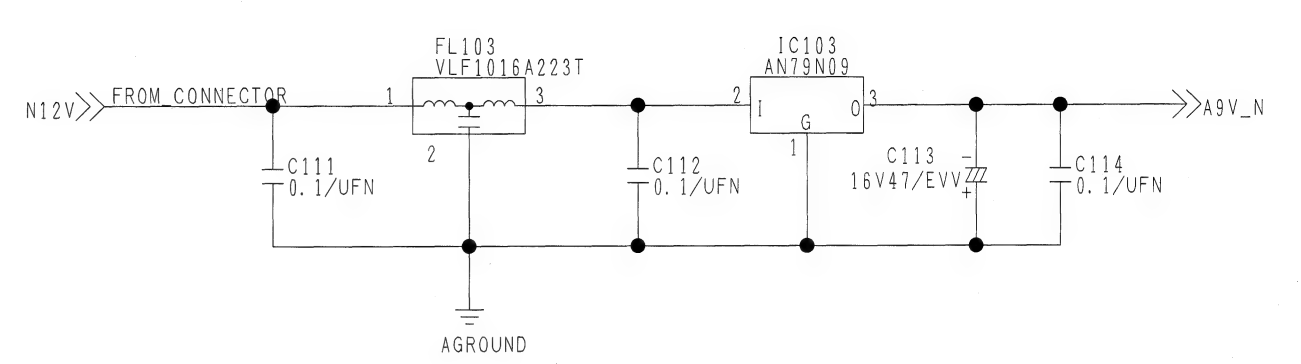 FL103
VLF1016A223T
IC103
AN79N09
N12V
FROM_CONNECTOR
1
3
2
2
I
O
G
3
1
A9V_N
C111
0.1/UFN
C112
0.1/UFN
C113
16V47/EVV
-
+
C114
0.1/UFN
AGROUND